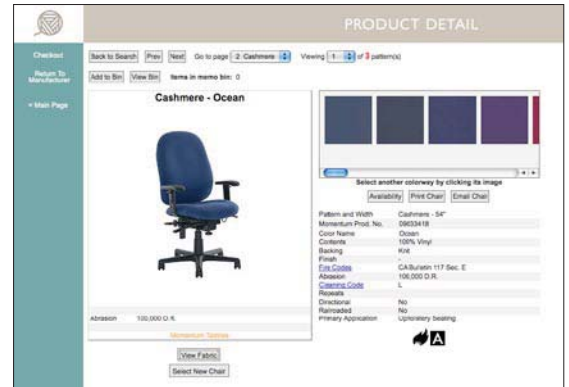 PRODUCT DETAIL
Checkout
Return To
Manufacturer
« Main Page
Back to Search Prev Next Go to page 2 Cashmere Viewing 1 of 3 pattern(s)
Add to Bin View Bin Items in memo bin: 0
Cashmere - Ocean
Abrasion 100,000 D.R.
Momentum Textiles
View Fabric
Select New Chair
Select another colorway by clicking its image
Availability Print Chair Email Chair
Pattern and Width Cashmere - 54"
Momentum Prod. No. 09033418
Color Name Ocean
Contents 100% Vinyl
Backing Knit
Finish -
Fire Codes CA Bulletin 117 Sec. E
Abrasion 100,000 D.R.
Cleaning Code L
Repeats
Directional No
Railroaded No
Primary Application Upholstery Seating
A